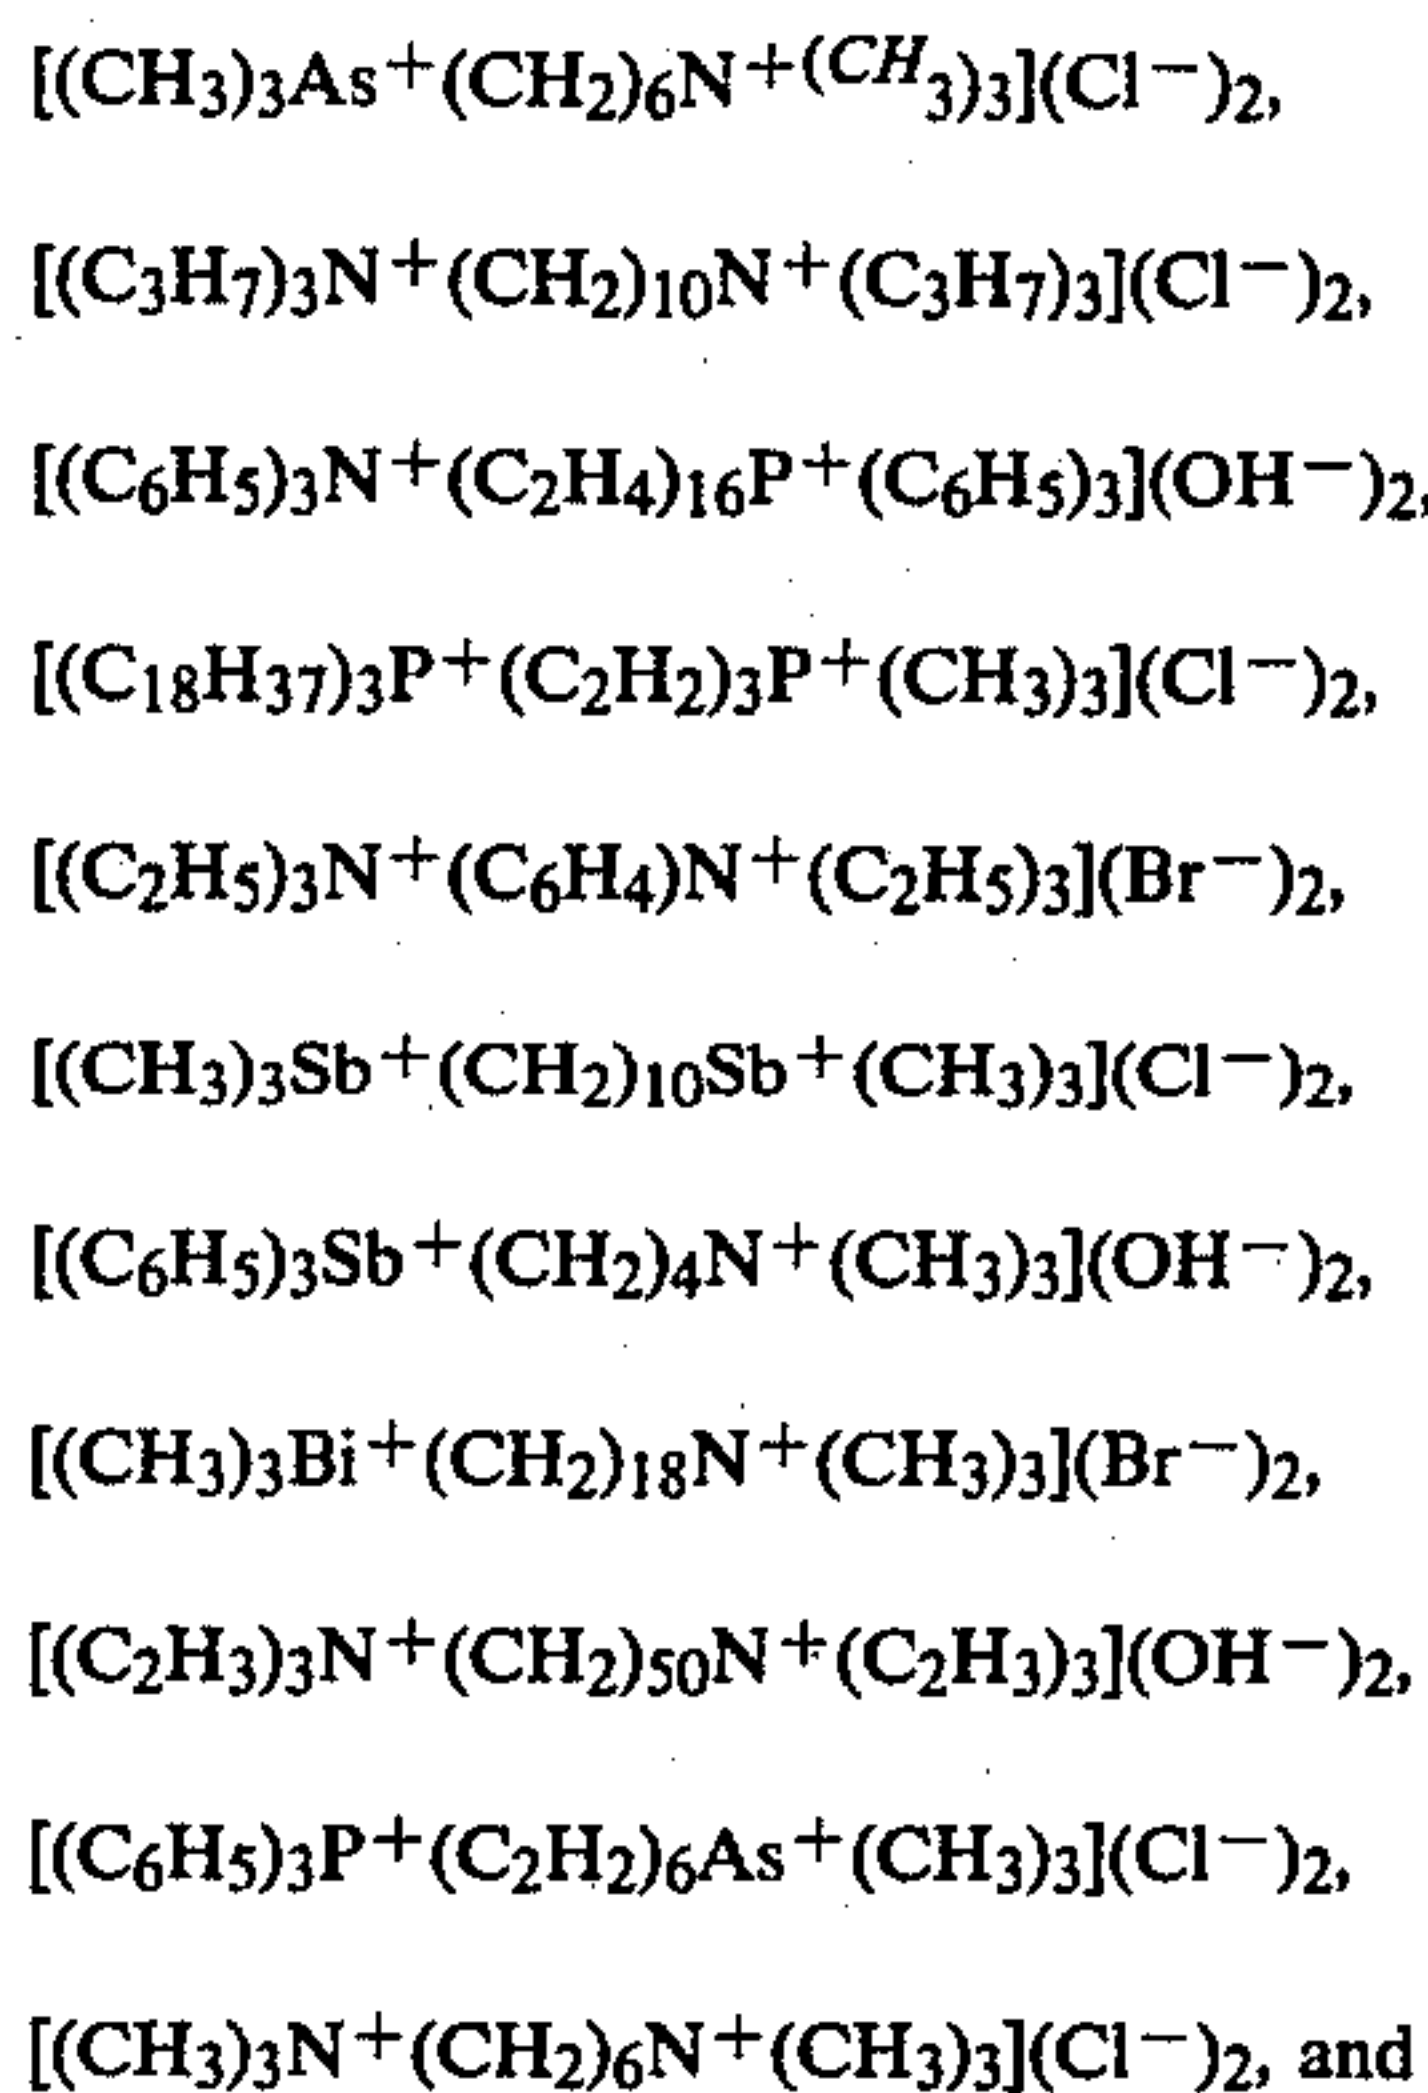 [(CH₃)₃As⁺(CH₂)₆N⁺⁽ᶜᴴ₃)₃](Cl⁻)₂,
[(C₃H₇)₃N⁺(CH₂)₁₀N⁺(C₃H₇)₃](Cl⁻)₂,
[(C₆H₅)₃N⁺(C₂H₄)₁₆P⁺(C₆H₅)₃](OH⁻)₂,
[(C₁₈H₃₇)₃P⁺(C₂H₂)₃P⁺(CH₃)₃](Cl⁻)₂,
[(C₂H₅)₃N⁺(C₆H₄)N⁺(C₂H₅)₃](Br⁻)₂,
[(CH₃)₃Sb⁺(CH₂)₁₀Sb⁺(CH₃)₃](Cl⁻)₂,
[(C₆H₅)₃Sb⁺(CH₂)₄N⁺(CH₃)₃](OH⁻)₂,
[(CH₃)₃Bi⁺(CH₂)₁₈N⁺(CH₃)₃](Br⁻)₂,
[(C₂H₃)₃N⁺(CH₂)₅₀N⁺(C₂H₃)₃](OH⁻)₂,
[(C₆H₅)₃P⁺(C₂H₂)₆As⁺(CH₃)₃](Cl⁻)₂,
[(CH₃)₃N⁺(CH₂)₆N⁺(CH₃)₃](Cl⁻)₂, and